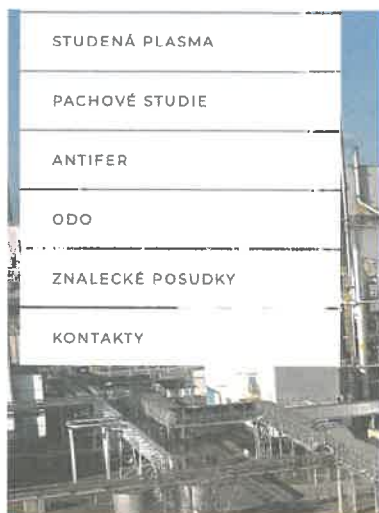 STUDENÁ PLASMA
PACHOVÉ STUDIE
ANTIFER
ODO
ZNALECKÉ POSUDKY
KONTAKTY